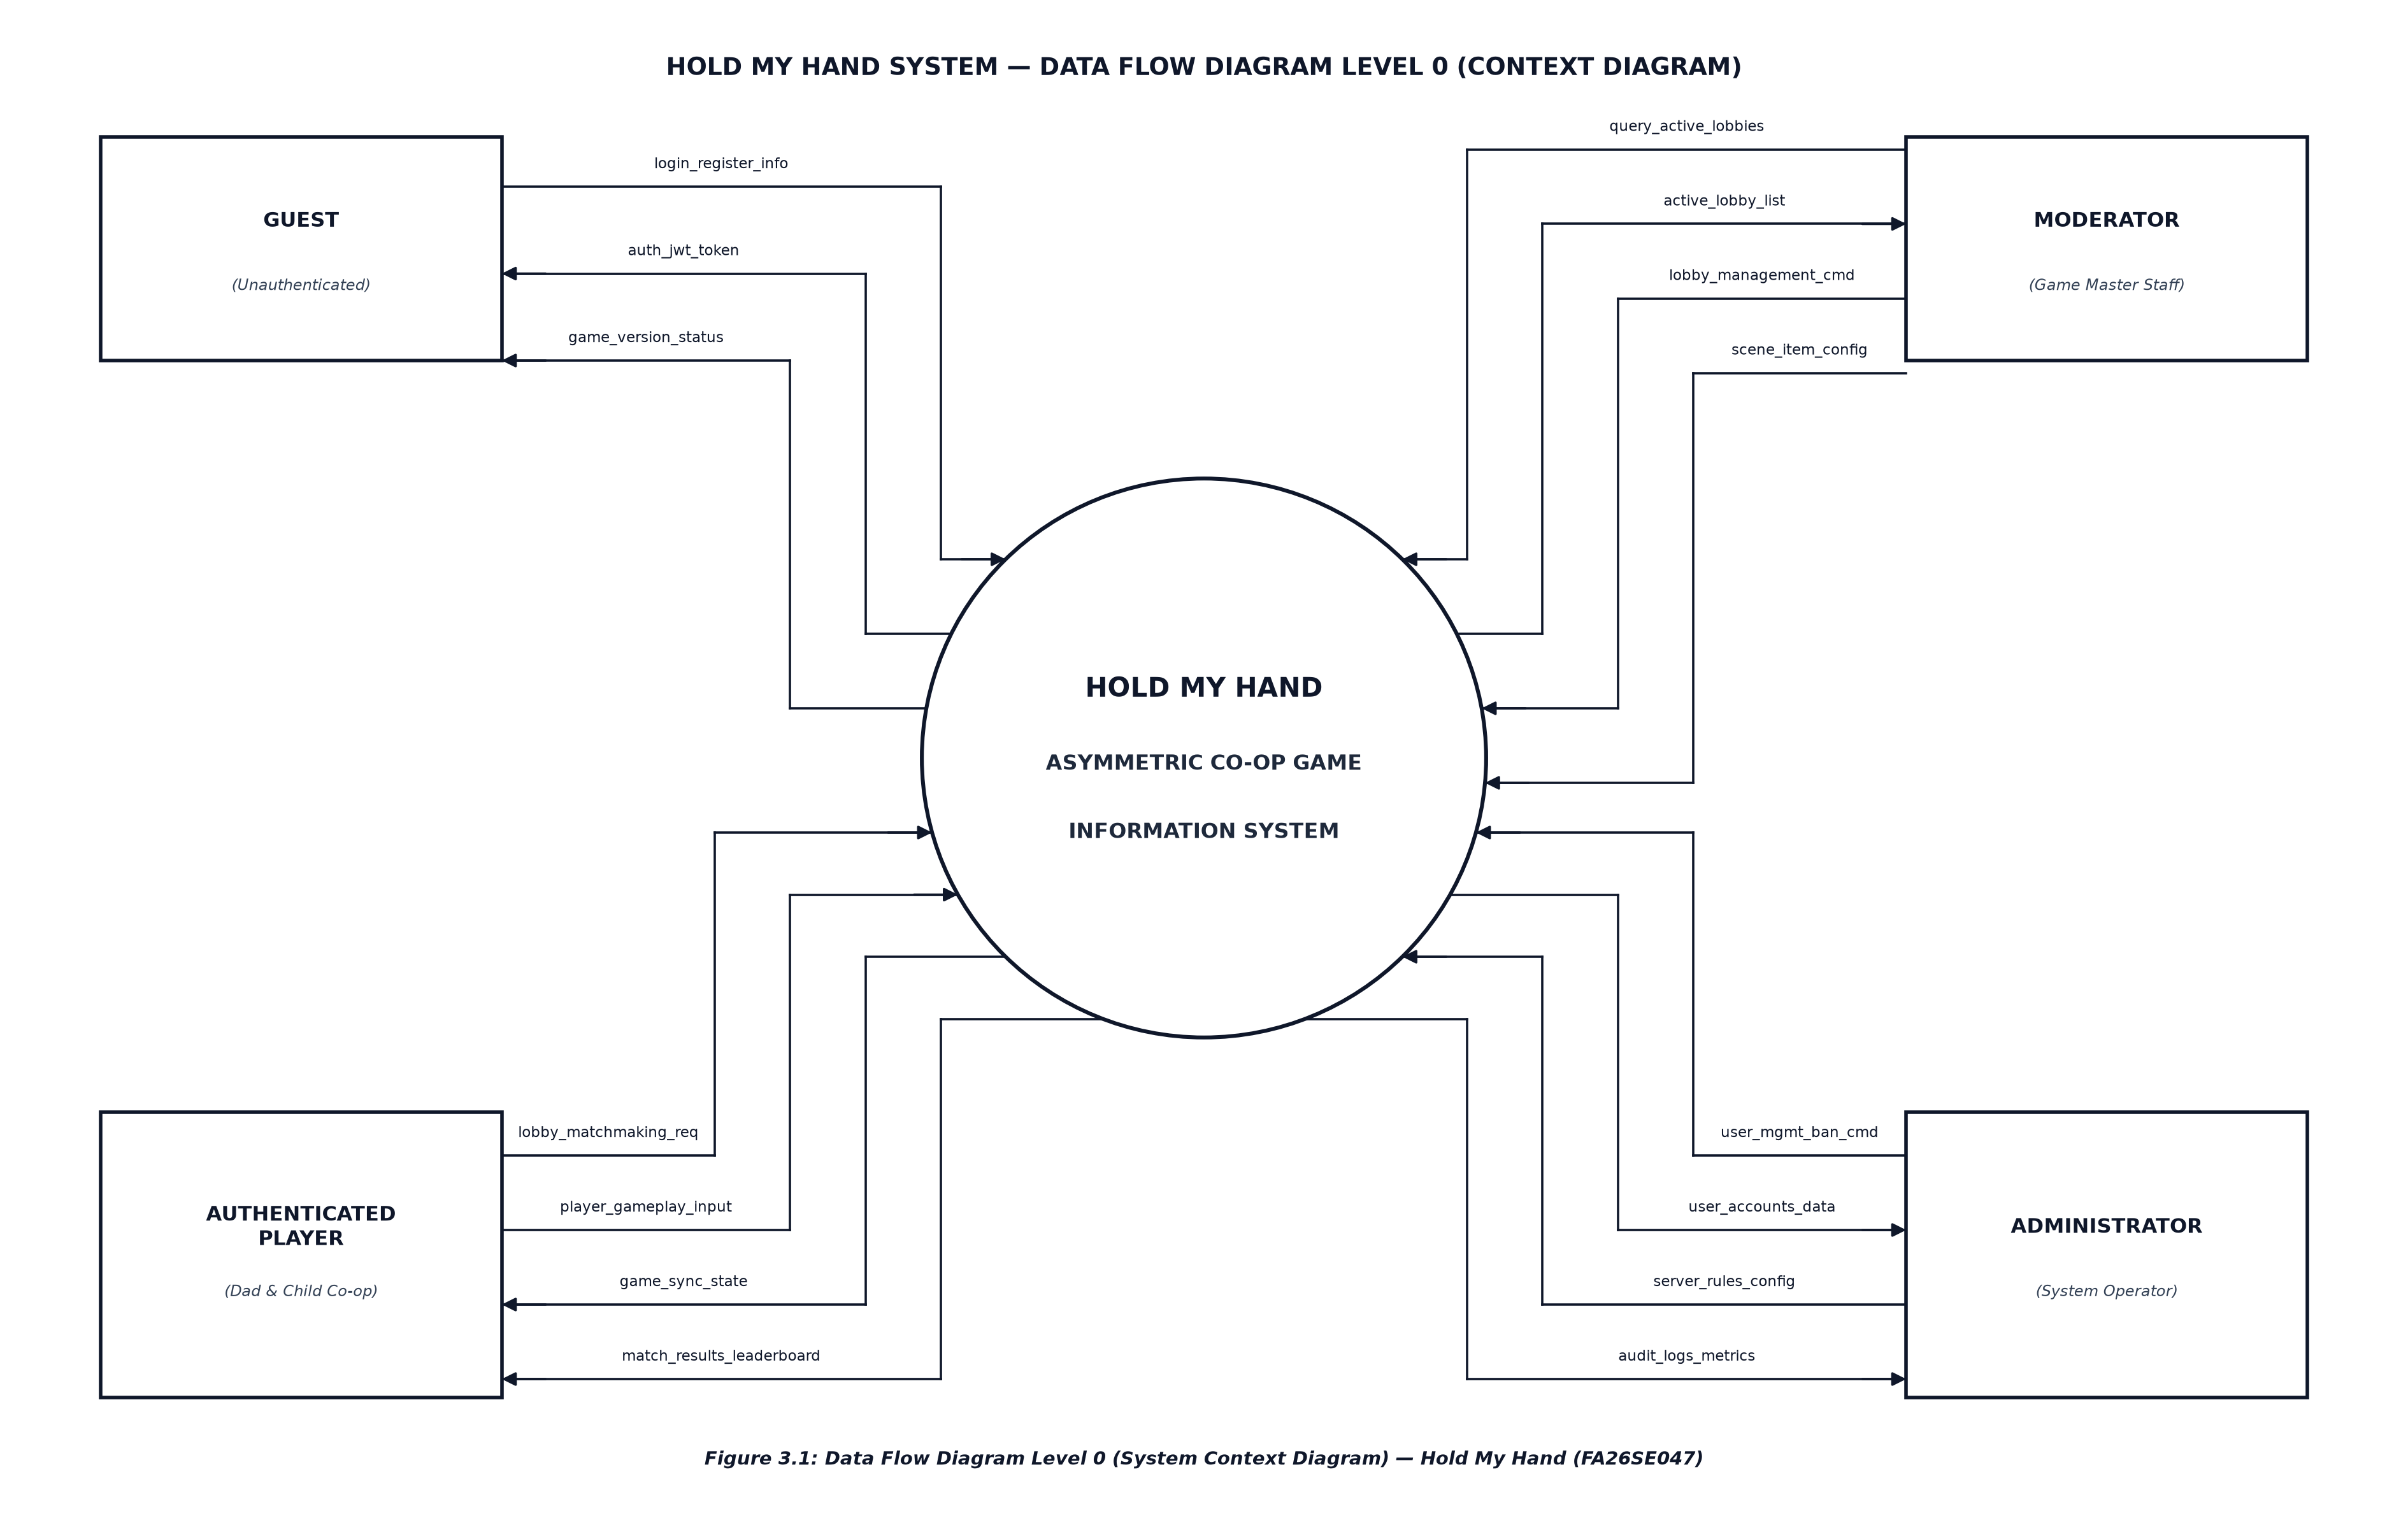 HOLD MY HAND SYSTEM — DATA FLOW DIAGRAM LEVEL 0 (CONTEXT DIAGRAM)
GUEST
(Unauthenticated)
login_register_info
auth_jwt_token
game_version_status
query_active_lobbies
active_lobby_list
lobby_management_cmd
scene_item_config
MODERATOR
(Game Master Staff)
HOLD MY HAND
ASYMMETRIC CO-OP GAME
INFORMATION SYSTEM
AUTHENTICATED
PLAYER
(Dad & Child Co-op)
lobby_matchmaking_req
player_gameplay_input
game_sync_state
match_results_leaderboard
user_mgmt_ban_cmd
user_accounts_data
server_rules_config
audit_logs_metrics
ADMINISTRATOR
(System Operator)
Figure 3.1: Data Flow Diagram Level 0 (System Context Diagram) — Hold My Hand (FA26SE047)